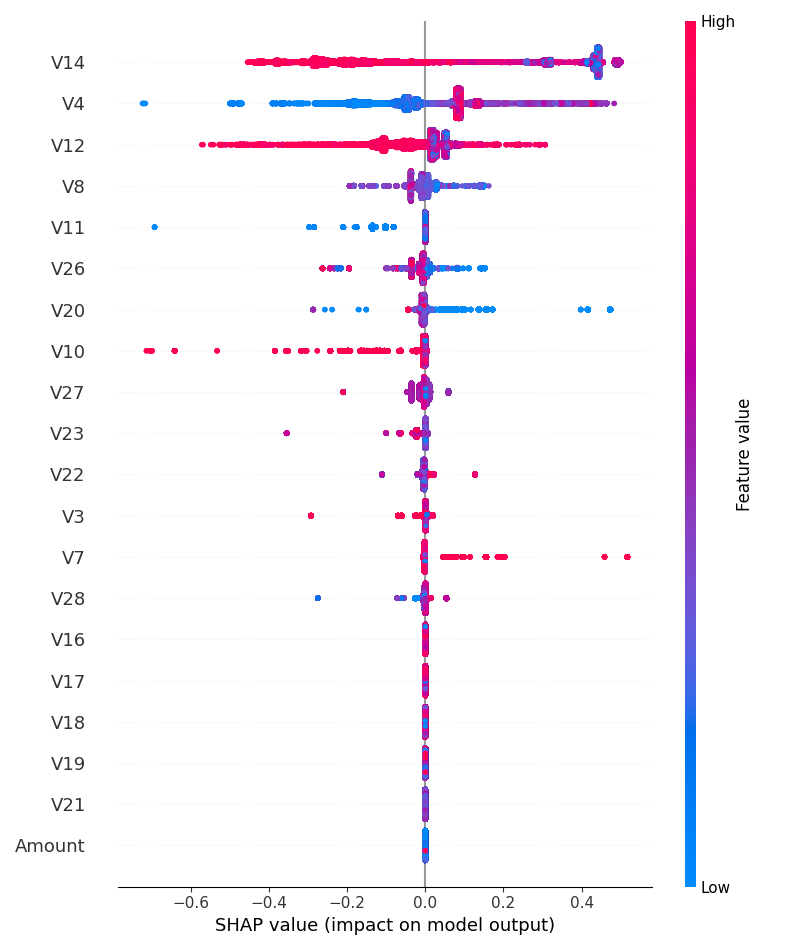 High
V14
V4
V12
V8
V11
V26
V20
V10
V27
V23
V22
V3
V7
V28
V16
V17
V18
V19
V21
Amount
Feature value
Low
−0.6 −0.4 −0.2 0.0 0.2 0.4
SHAP value (impact on model output)